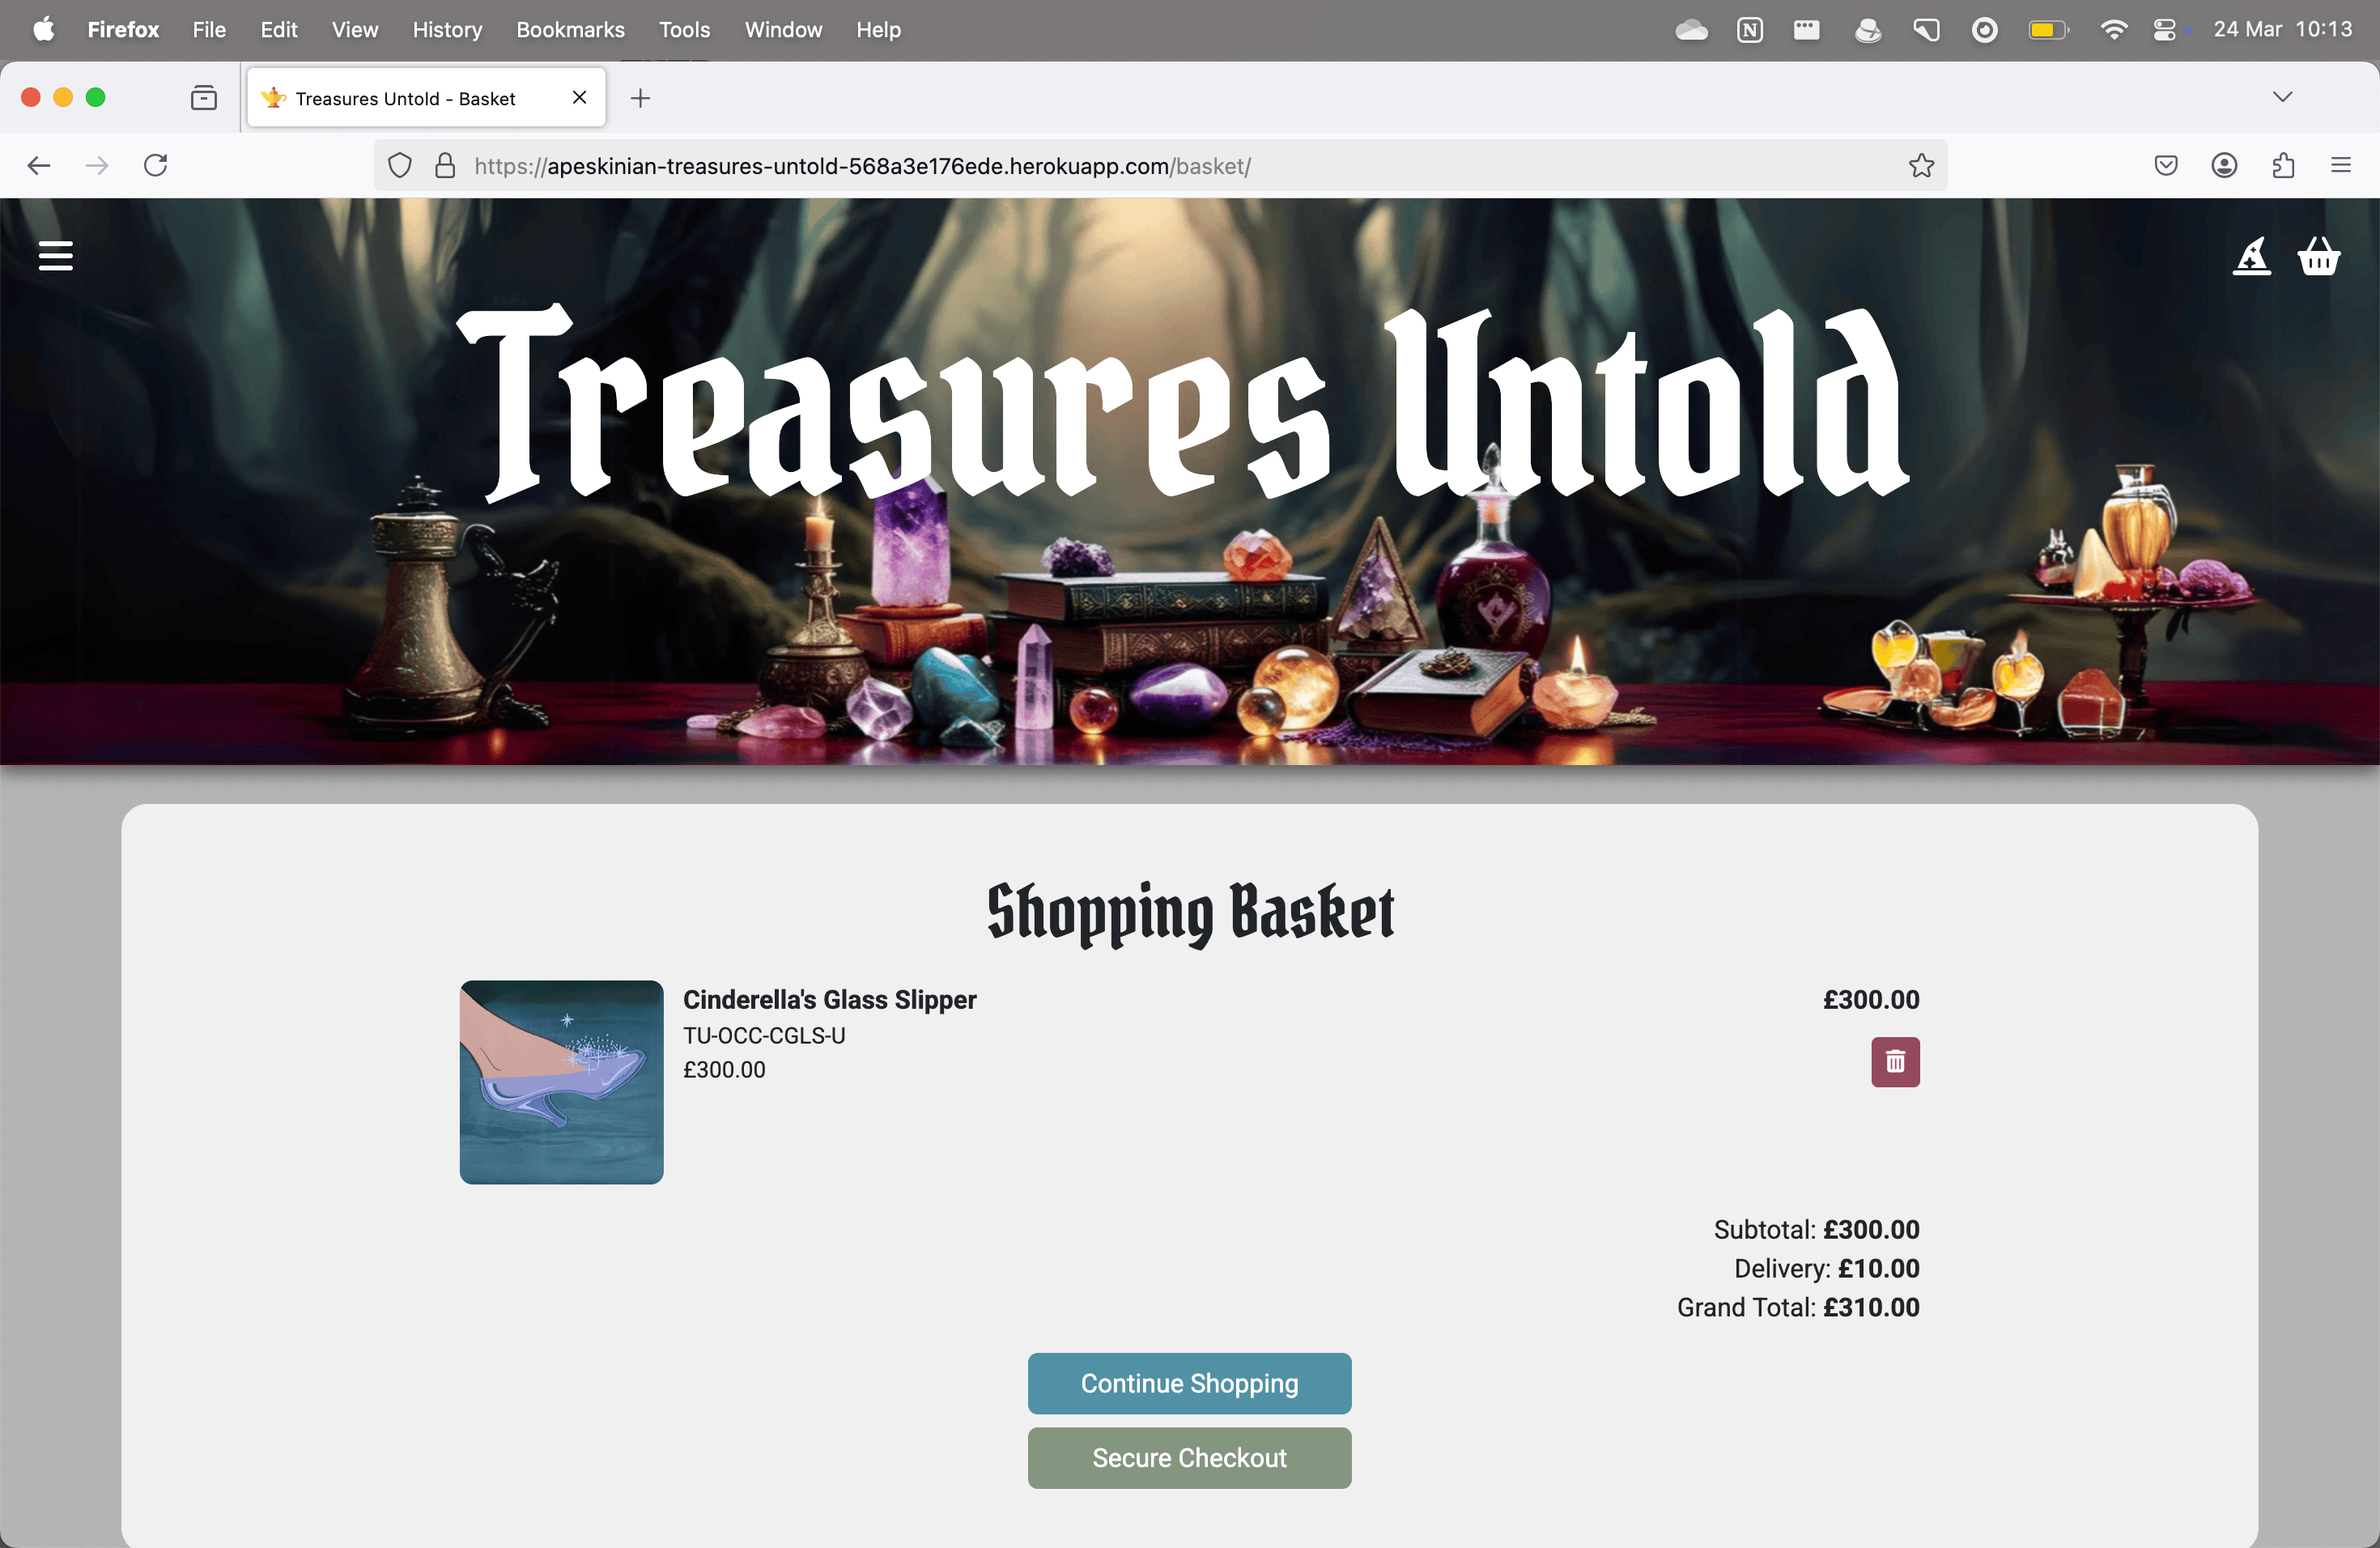 Firefox File Edit View History Bookmarks Tools Window Help 24 Mar 10:13
Treasures Untold - Basket
https://apeskinian-treasures-untold-568a3e176ede.herokuapp.com/basket/
Treasures Untold
Shopping Basket
Cinderella's Glass Slipper £300.00
TU-OCC-CGLS-U
£300.00
Subtotal: £300.00
Delivery: £10.00
Grand Total: £310.00
Continue Shopping
Secure Checkout